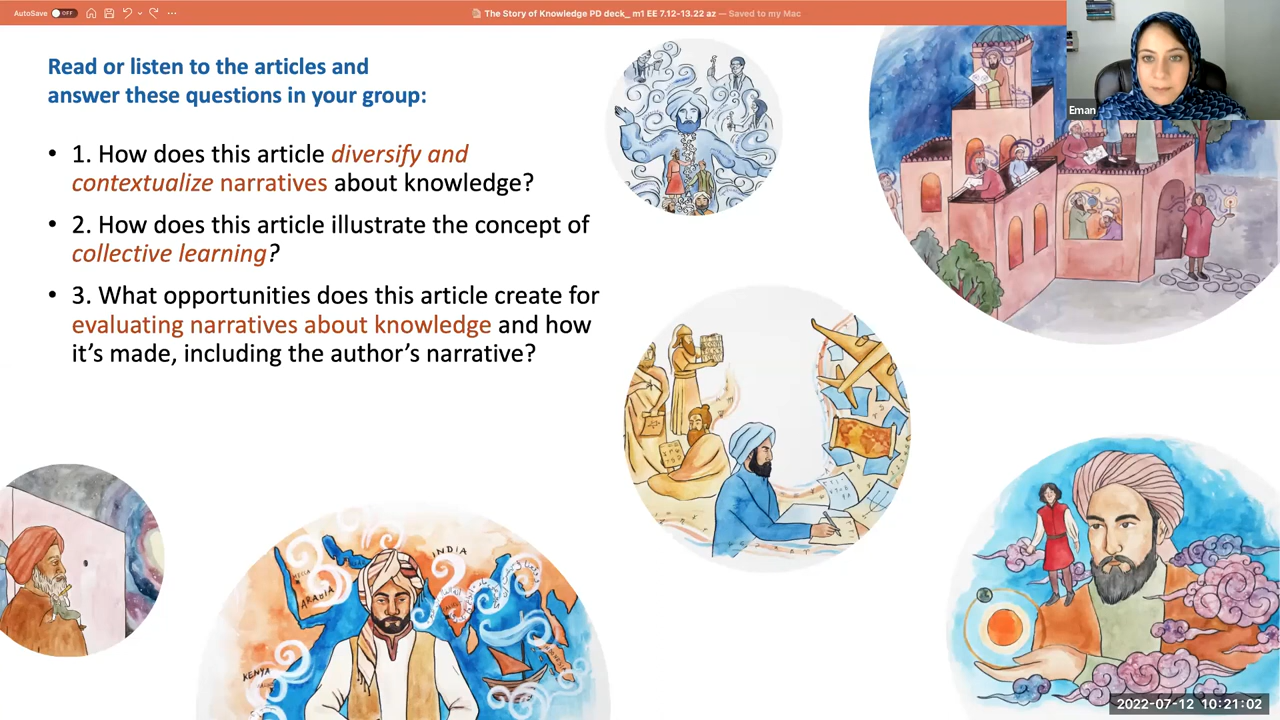 AutoSave OFF
The Story of Knowledge PD deck_ m1 EE 7.12-13.22 az — Saved to my Mac
Read or listen to the articles and
answer these questions in your group:
• 1. How does this article diversify and
contextualize narratives about knowledge?
• 2. How does this article illustrate the concept of
collective learning?
• 3. What opportunities does this article create for
evaluating narratives about knowledge and how
it’s made, including the author’s narrative?
Eman
INDIA
ARABIA
KENYA
2022-07-12 10:21:02